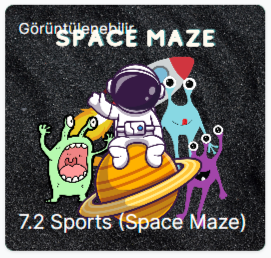 Görüntülenebilir
SPACE MAZE
7.2 Sports (Space Maze)